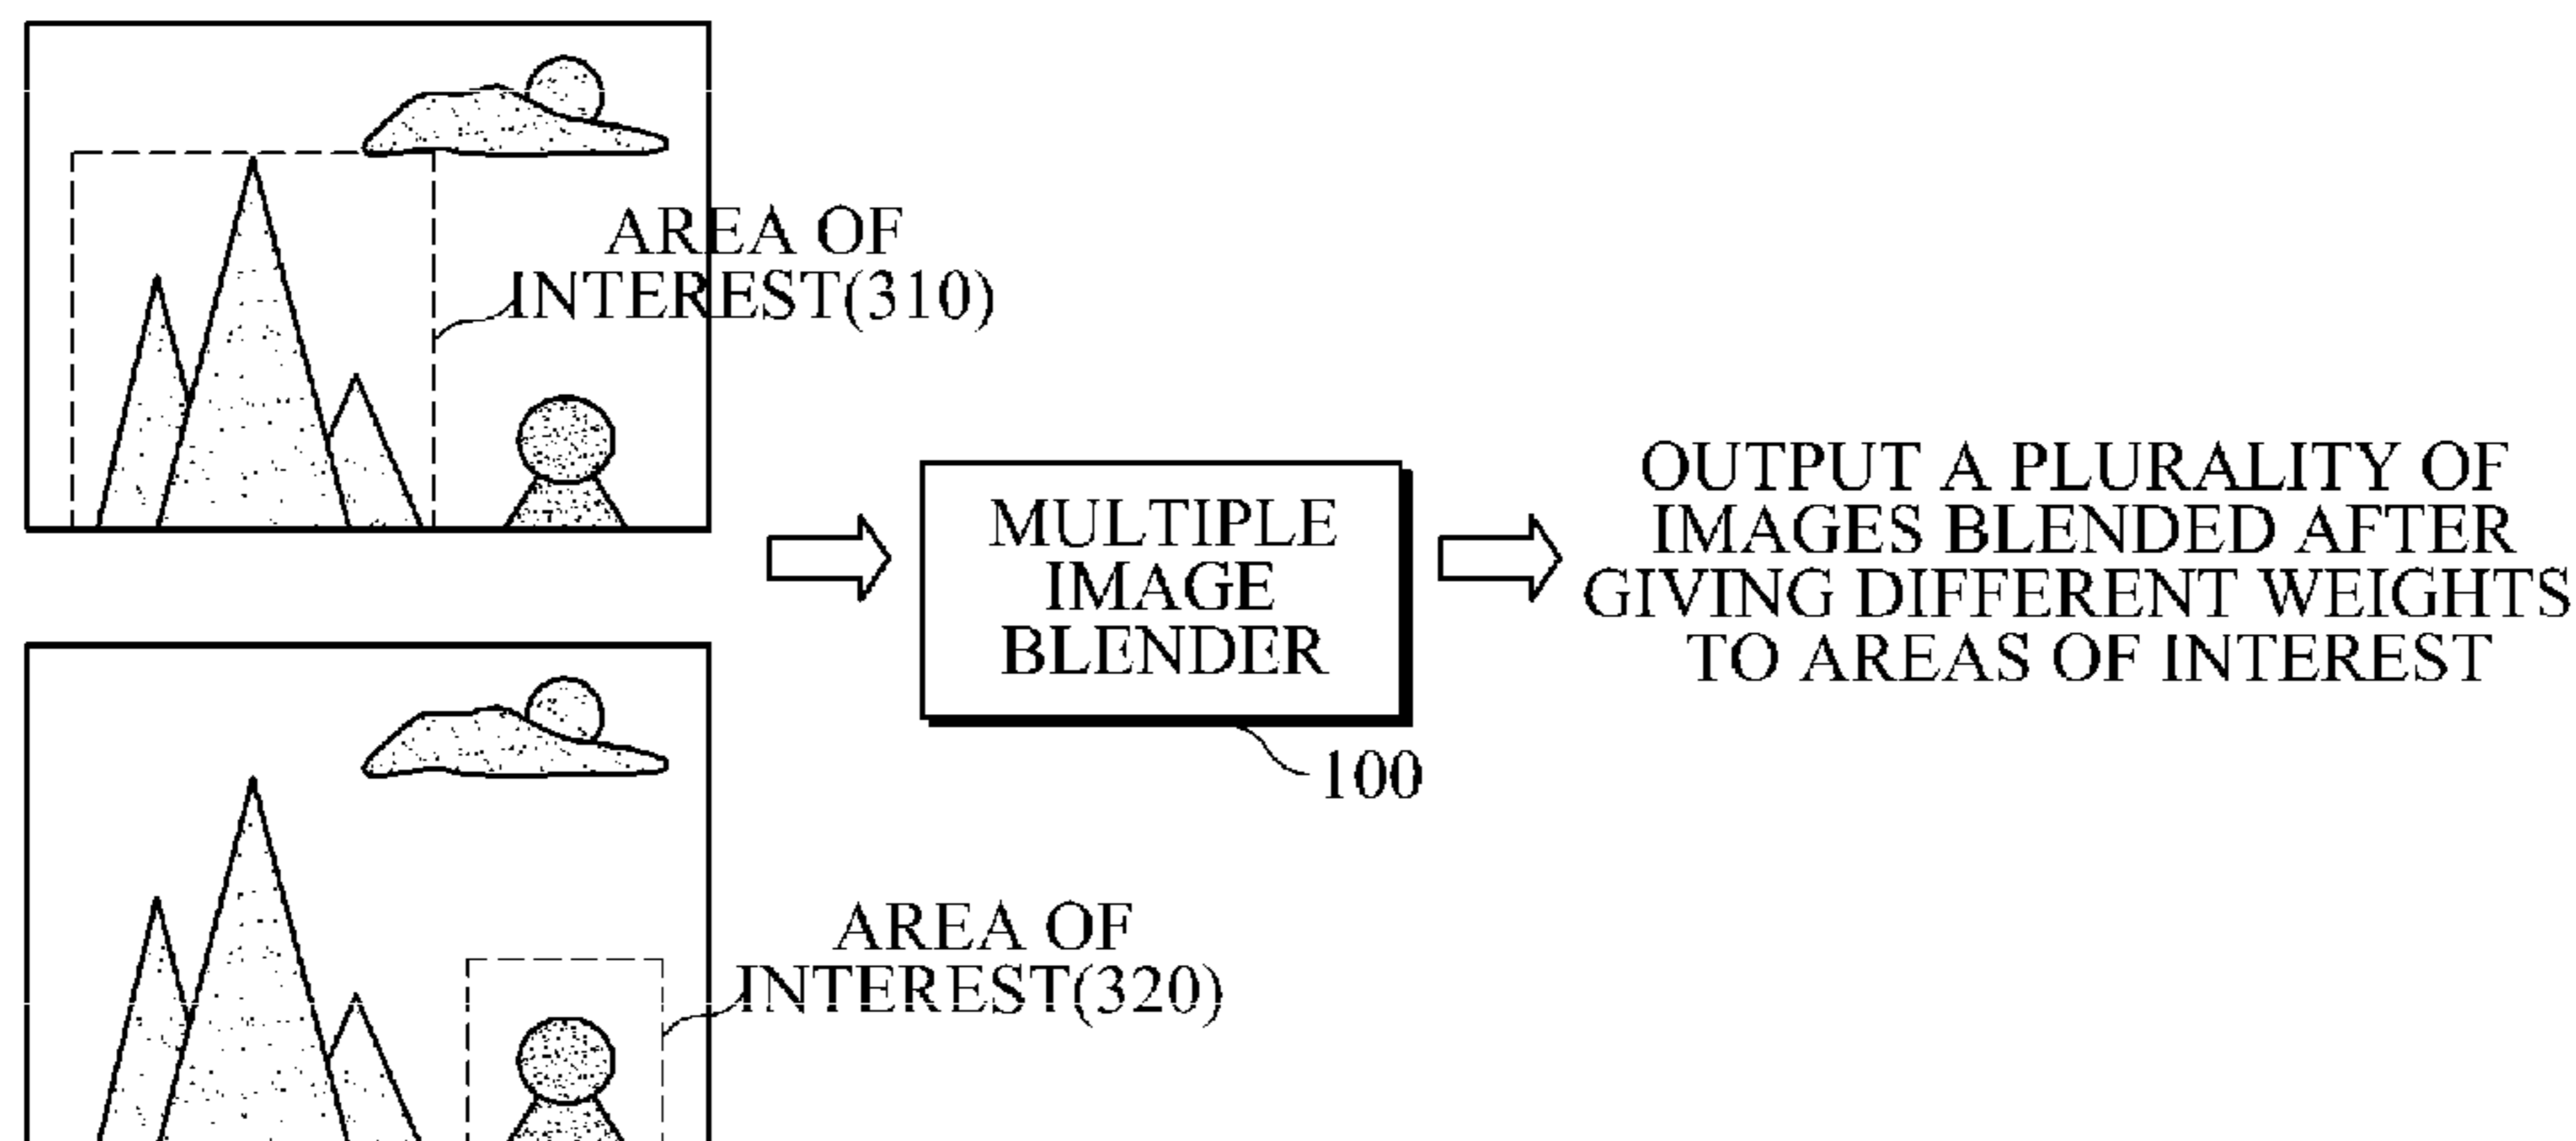 AREA OF
INTEREST(310)
MULTIPLE
IMAGE
BLENDER
100
OUTPUT A PLURALITY OF
IMAGES BLENDED AFTER
GIVING DIFFERENT WEIGHTS
TO AREAS OF INTEREST
AREA OF
INTEREST(320)